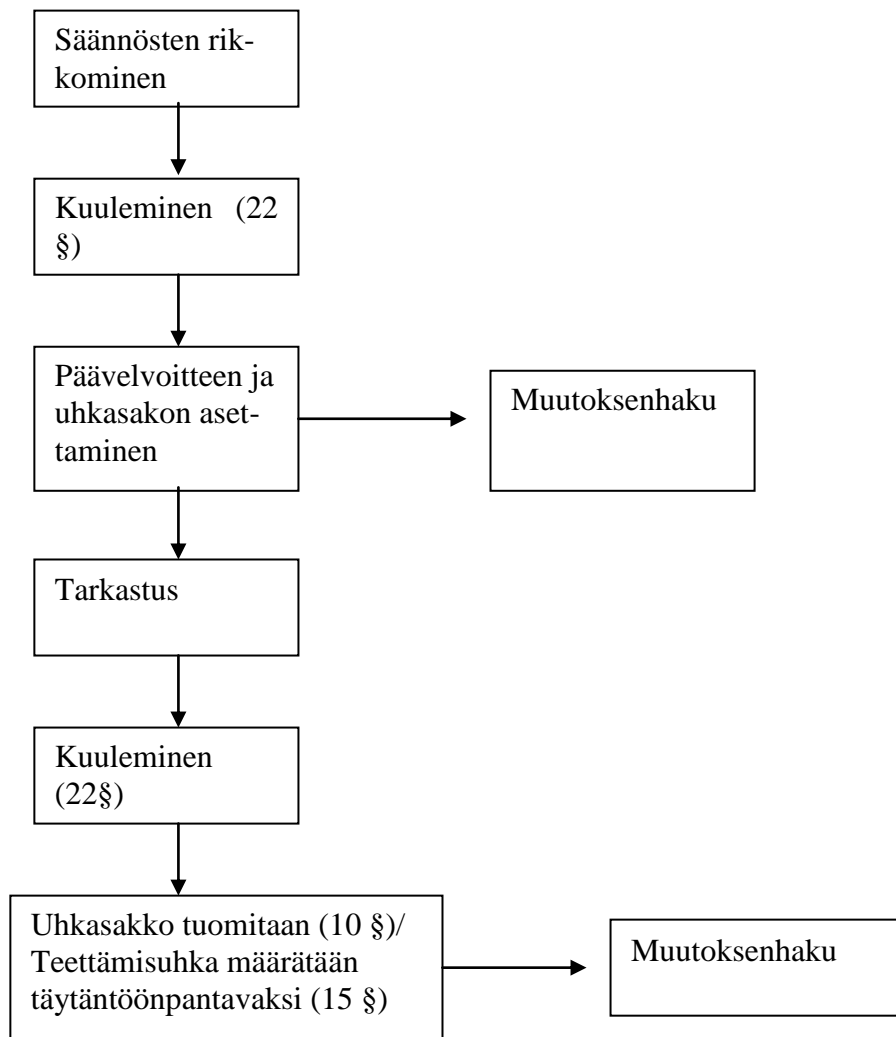 Säännösten rik-
kominen
Kuuleminen (22
§)
Päävelvoitteen ja
uhkasakon aset-
taminen
Muutoksenhaku
Tarkastus
Kuuleminen
(22§)
Uhkasakko tuomitaan (10 §)/
Teettämisuhka määrätään
täytäntöönpantavaksi (15 §)
Muutoksenhaku